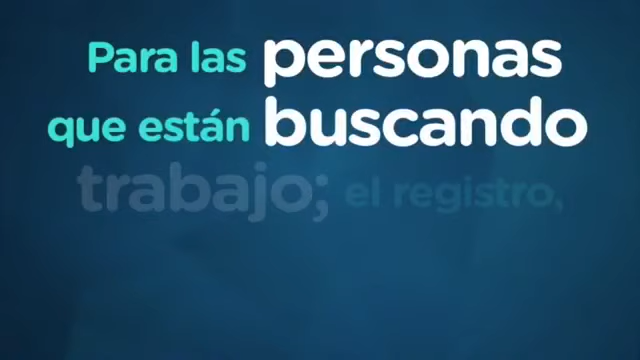 Para las personas
que están buscando
trabajo; el registro,